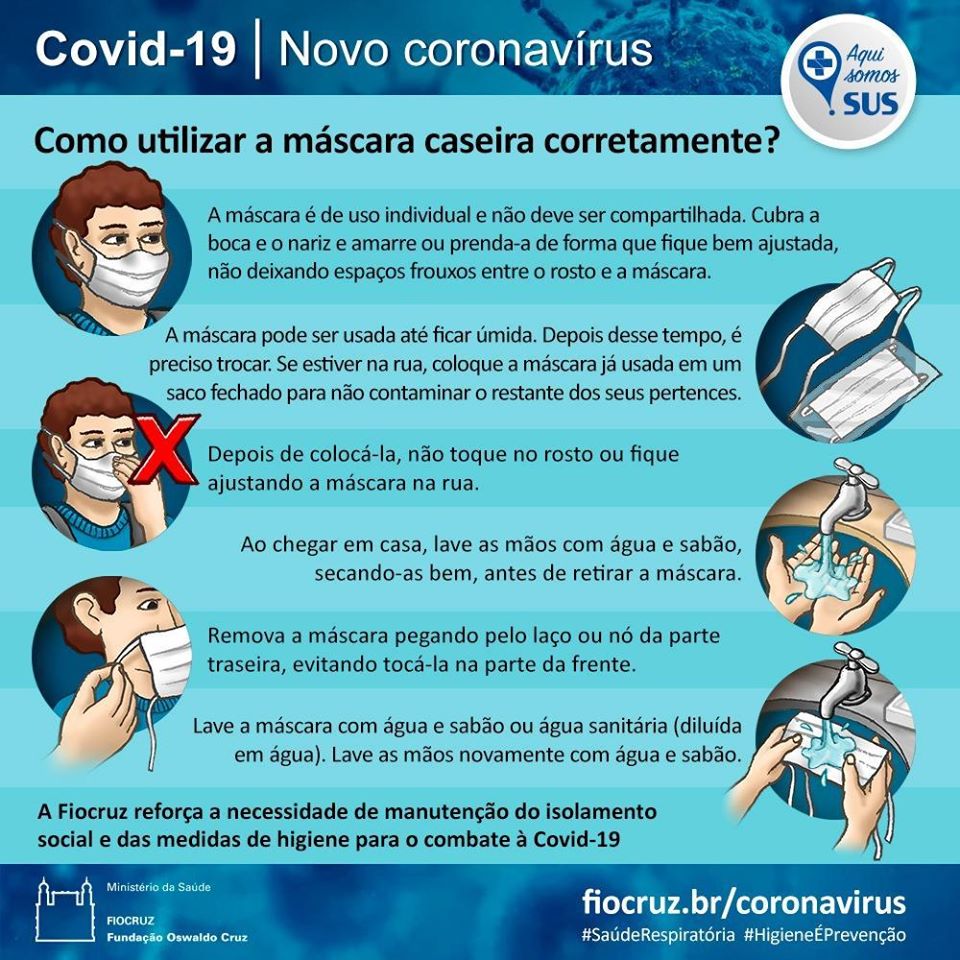 Covid-19 | Novo coronavírus
Aqui
somos
SUS
Como utilizar a máscara caseira corretamente?
A máscara é de uso individual e não deve ser compartilhada. Cubra a
boca e o nariz e amarre ou prenda-a de forma que fique bem ajustada,
não deixando espaços frouxos entre o rosto e a máscara.
A máscara pode ser usada até ficar úmida. Depois desse tempo, é
preciso trocar. Se estiver na rua, coloque a máscara já usada em um
saco fechado para não contaminar o restante dos seus pertences.
X
Depois de colocá-la, não toque no rosto ou fique
ajustando a máscara na rua.
Ao chegar em casa, lave as mãos com água e sabão,
secando-as bem, antes de retirar a máscara.
Remova a máscara pegando pelo laço ou nó da parte
traseira, evitando tocá-la na parte da frente.
Lave a máscara com água e sabão ou água sanitária (diluída
em água). Lave as mãos novamente com água e sabão.
A Fiocruz reforça a necessidade de manutenção do isolamento
social e das medidas de higiene para o combate à Covid-19
Ministério da Saúde
FIOCRUZ
Fundação Oswaldo Cruz
fiocruz.br/coronavirus
#SaúdeRespiratória #HigieneÉPrevenção